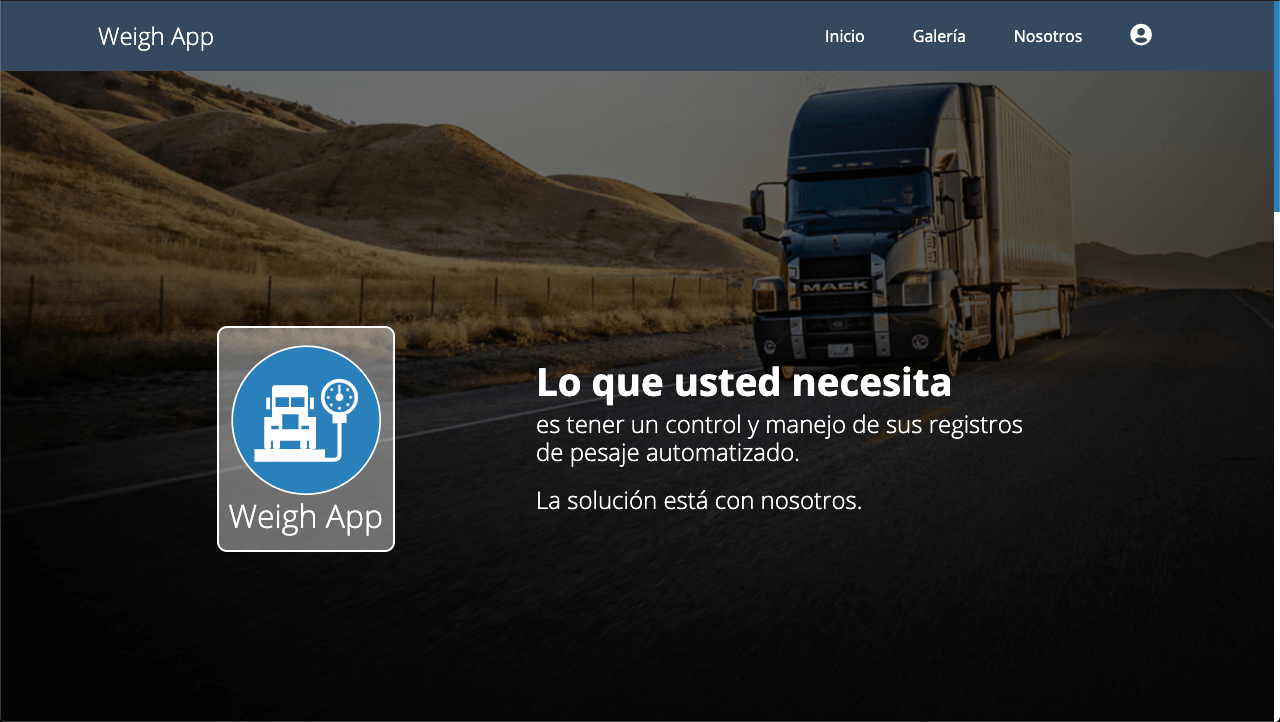 Weigh App
Inicio
Galería
Nosotros
MACK
Lo que usted necesita
es tener un control y manejo de sus registros
de pesaje automatizado.
La solución está con nosotros.
Weigh App